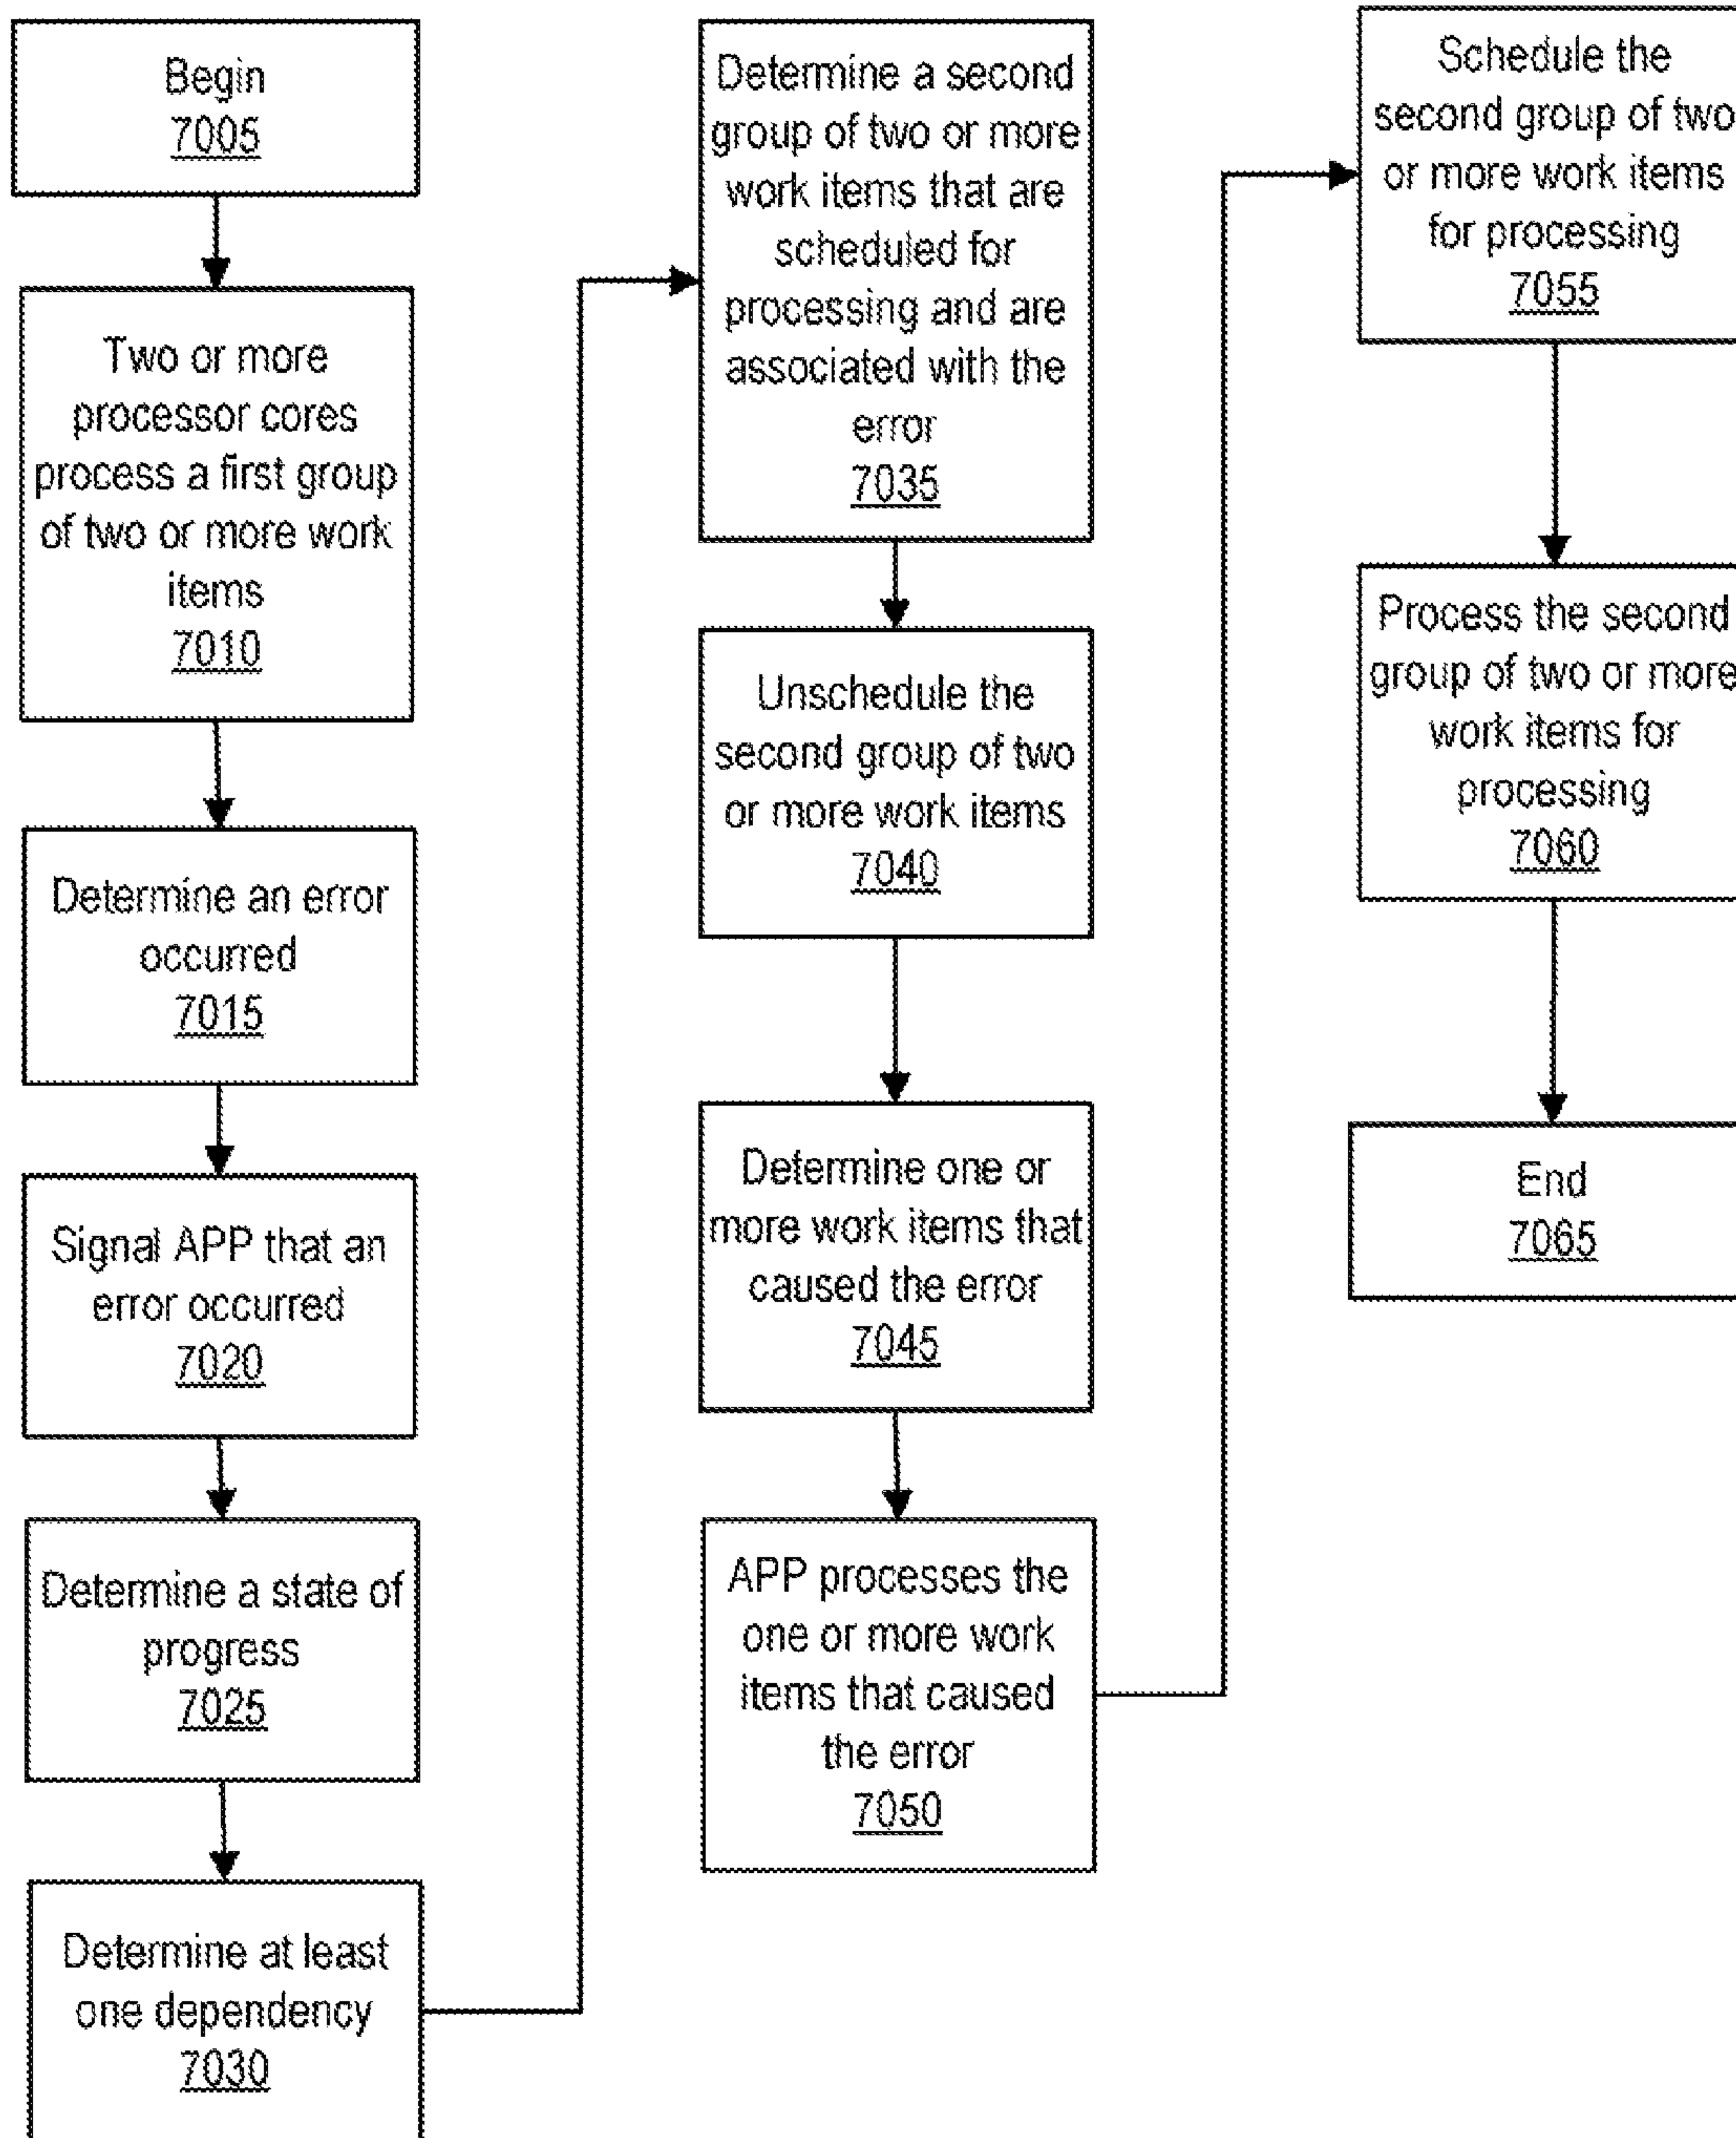 Begin
7005
Two or more
processor cores
process a first group
of two or more work
items
7010
Determine an error
occurred
7015
Signal APP that an
error occurred
7020
Determine a state of
progress
7025
Determine at least
one dependency
7030
Determine a second
group of two or more
work items that are
scheduled for
processing and are
associated with the
error
7035
Unschedule the
second group of two
or more work items
7040
Determine one or
more work items that
caused the error
7045
APP processes the
one or more work
items that caused
the error
7050
Schedule the
second group of two
or more work items
for processing
7055
Process the second
group of two or more
work items for
processing
7060
End
7065